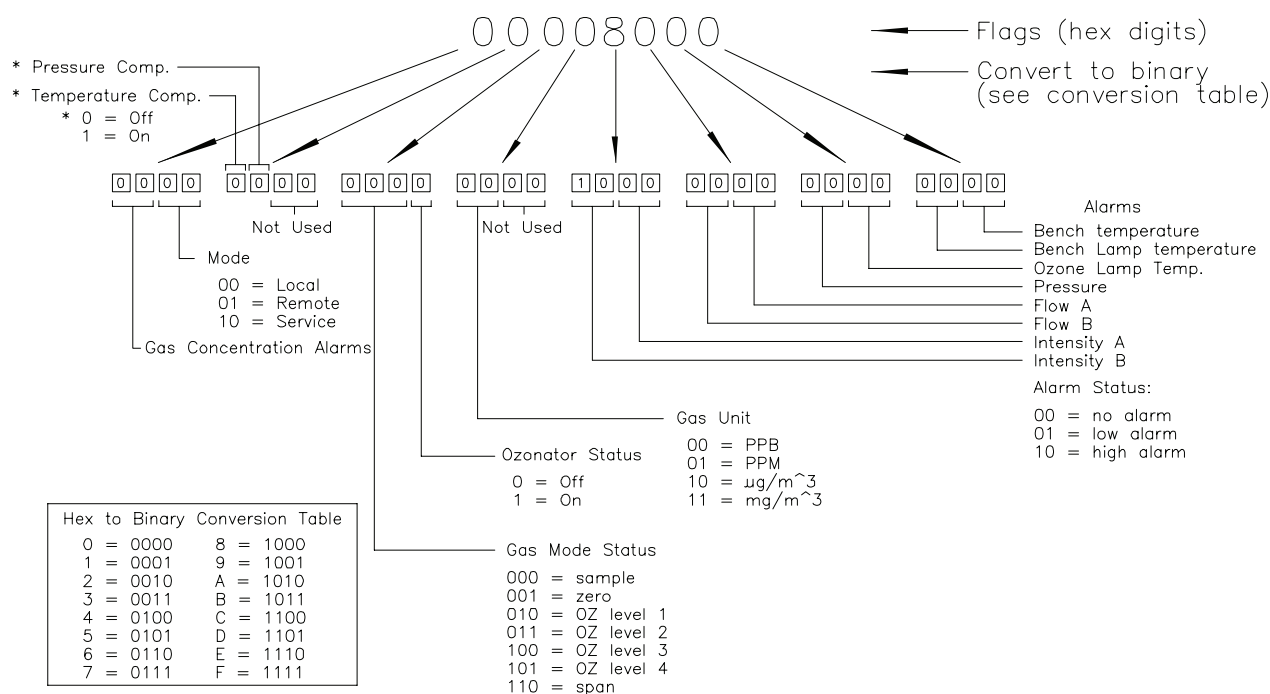 00008000
Flags (hex digits)
Convert to binary
(see conversion table)
* Pressure Comp.
* Temperature Comp.
* 0 = Off
1 = On
0 0 0 0 0 0 0 0 0 0 0 0 0 0 0 0 1 0 0 0 0 0 0 0 0 0 0 0 0 0 0 0
Not Used
Not Used
Mode
00 = Local
01 = Remote
10 = Service
Gas Concentration Alarms
Alarms
Bench temperature
Bench Lamp temperature
Ozone Lamp Temp.
Pressure
Flow A
Flow B
Intensity A
Intensity B
Alarm Status:
00 = no alarm
01 = low alarm
10 = high alarm
Gas Unit
00 = PPB
01 = PPM
10 = µg/m^3
11 = mg/m^3
Ozonator Status
0 = Off
1 = On
Gas Mode Status
000 = sample
001 = zero
010 = OZ level 1
011 = OZ level 2
100 = OZ level 3
101 = OZ level 4
110 = span
Hex to Binary Conversion Table
0 = 0000 8 = 1000
1 = 0001 9 = 1001
2 = 0010 A = 1010
3 = 0011 B = 1011
4 = 0100 C = 1100
5 = 0101 D = 1101
6 = 0110 E = 1110
7 = 0111 F = 1111